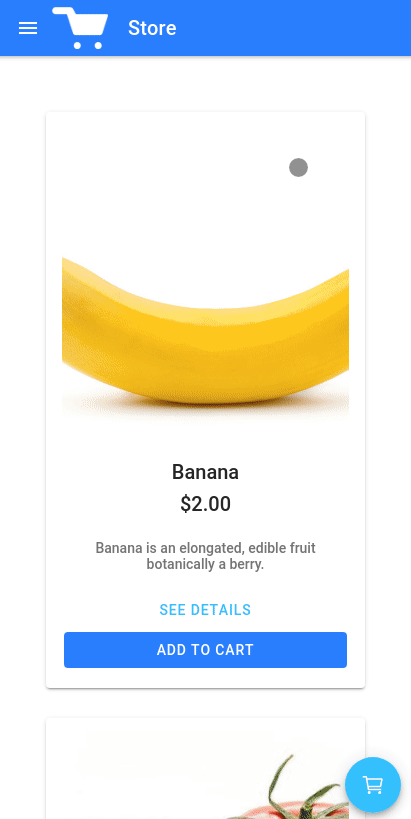 Store
Banana
$2.00
Banana is an elongated, edible fruit
botanically a berry.
SEE DETAILS
ADD TO CART